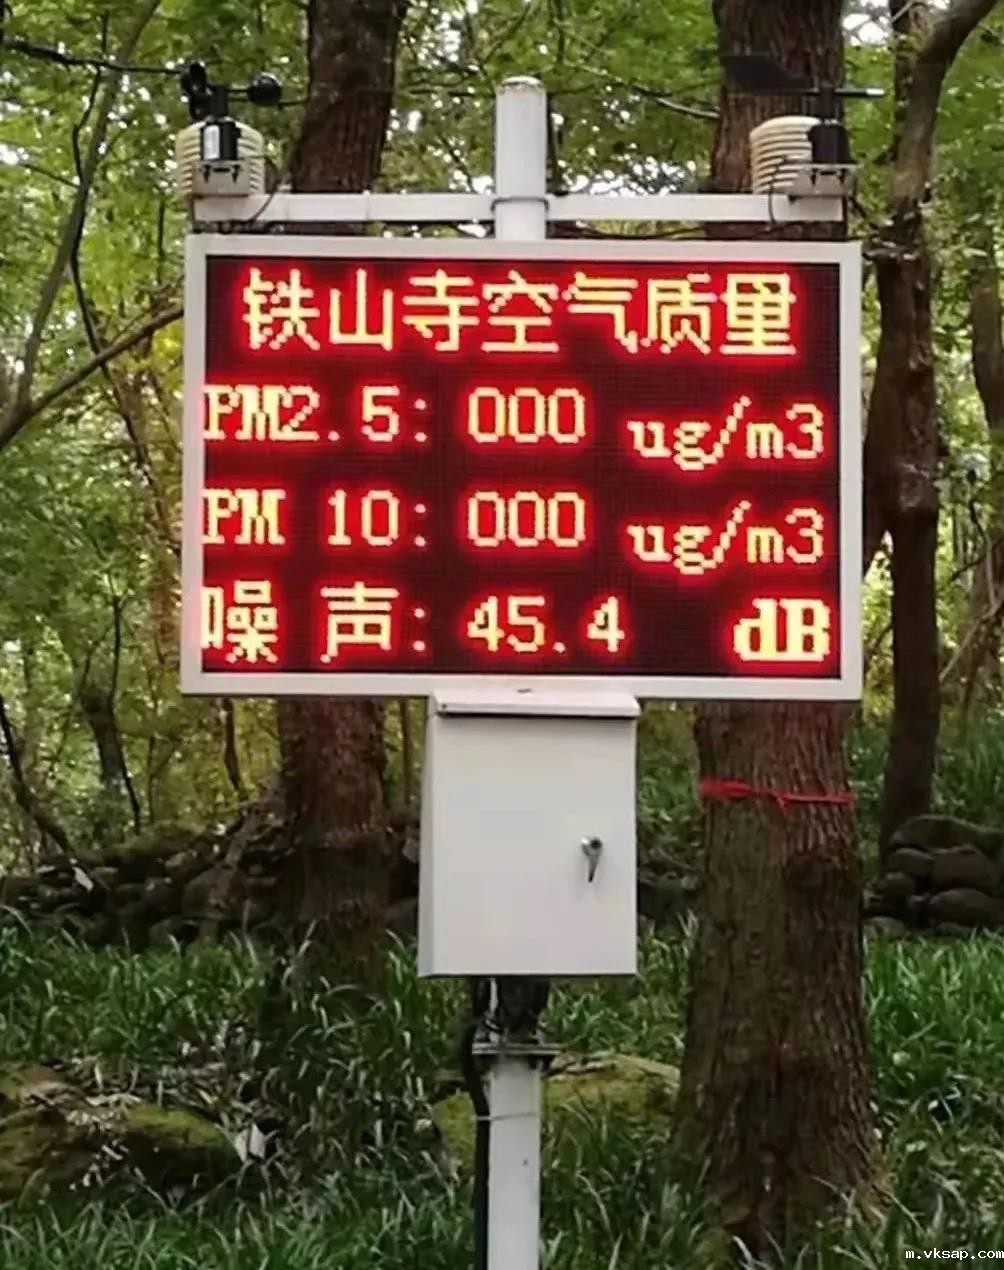 铁山寺空气质量
PM2.5: 000 ug/m3
PM 10: 000 ug/m3
噪 声: 45.4 dB
m.vksap.com